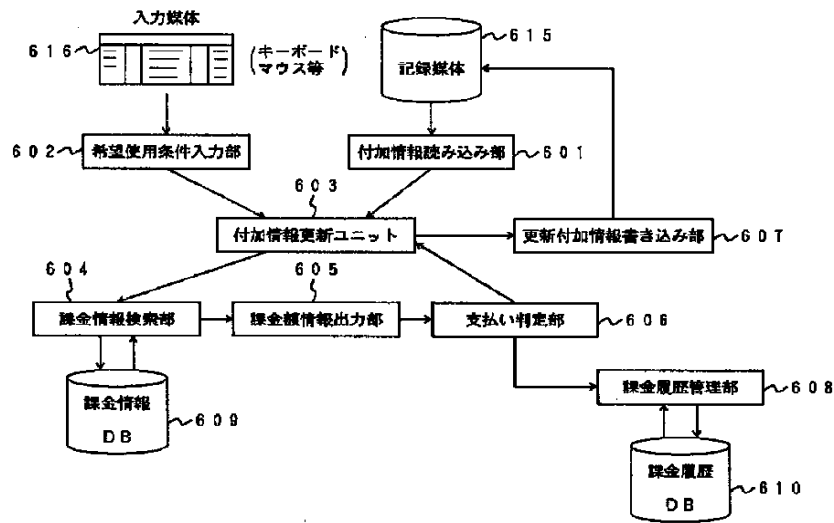 入力媒体
616
(キーボード
マウス等)
615
記録媒体
602
希望使用条件入力部
付加情報読み込み部
601
603
付加情報更新ユニット
更新付加情報書き込み部
607
604
605
課金情報検索部
課金額情報出力部
支払い判定部
606
課金情報
DB
609
課金履歴管理部
608
課金履歴
DB
610